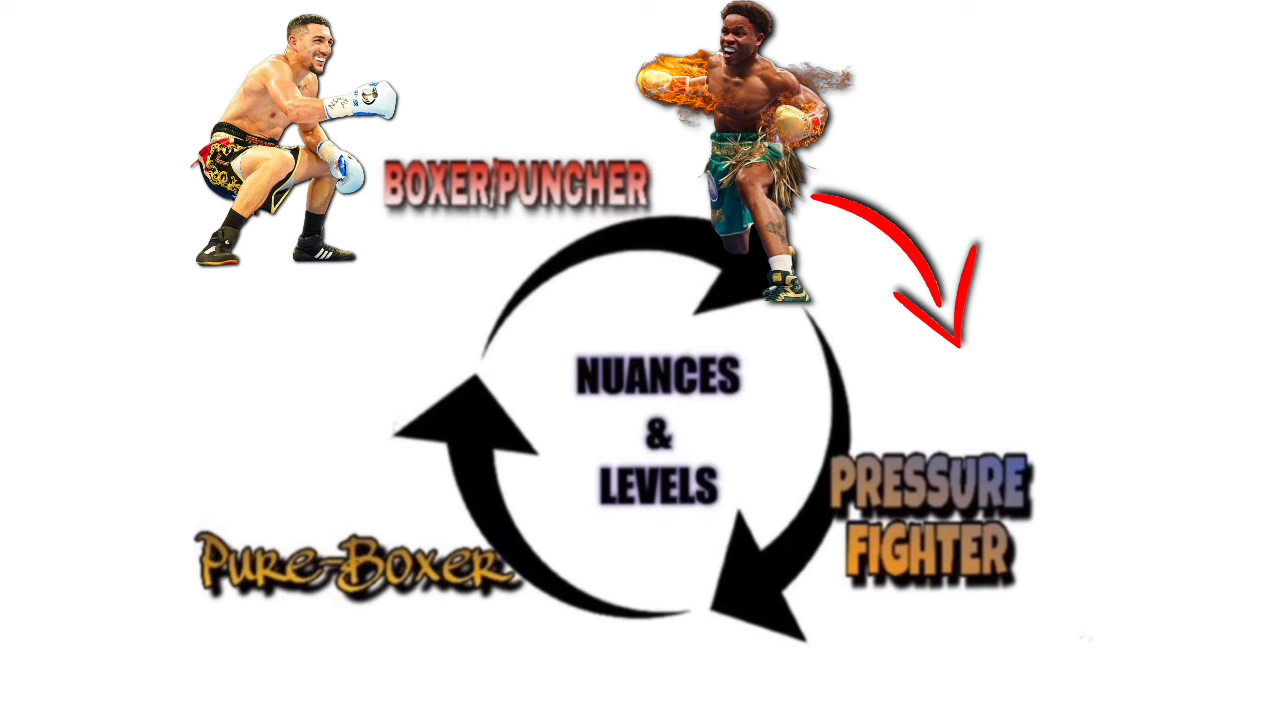 BOXER/PUNCHER
NUANCES
&
LEVELS
PRESSURE
FIGHTER
Pure-Boxer